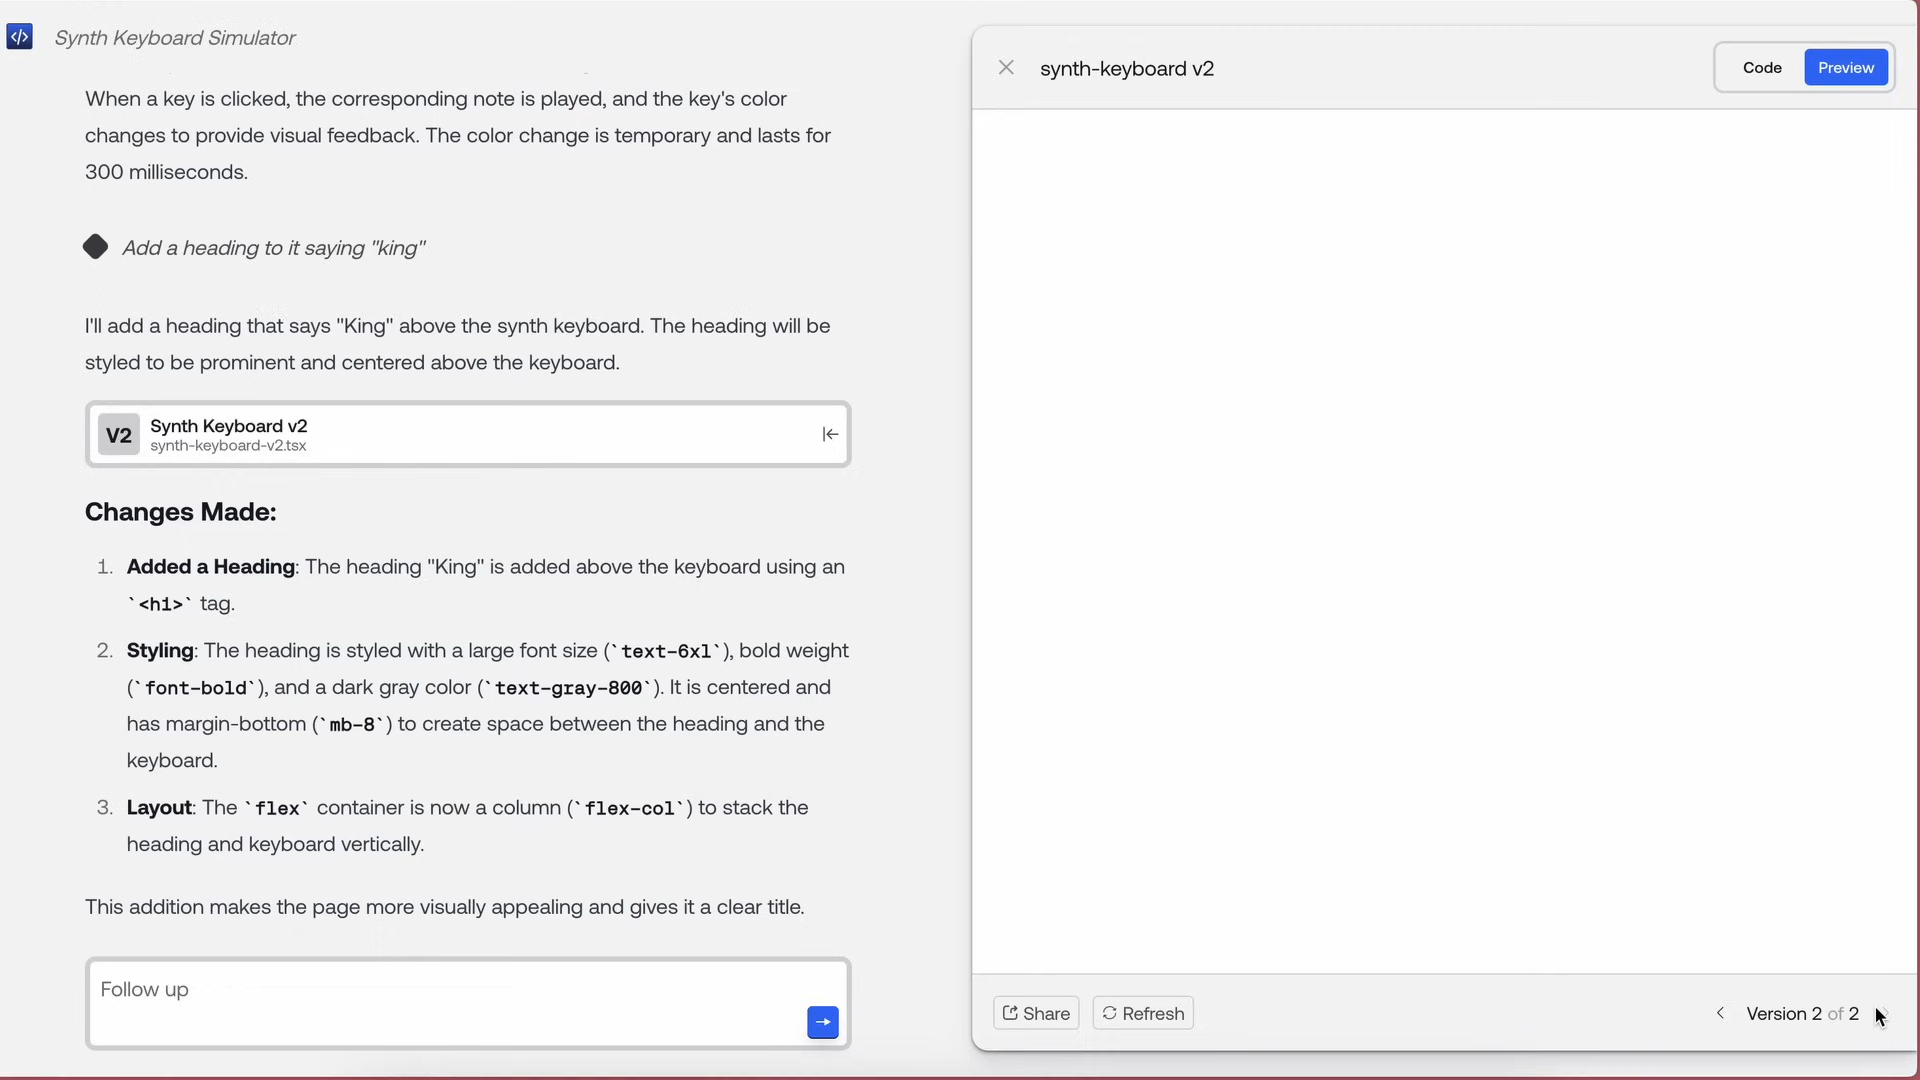 Synth Keyboard Simulator
When a key is clicked, the corresponding note is played, and the key's color
changes to provide visual feedback. The color change is temporary and lasts for
300 milliseconds.
Add a heading to it saying "king"
I'll add a heading that says "King" above the synth keyboard. The heading will be
styled to be prominent and centered above the keyboard.
V2
Synth Keyboard v2
synth-keyboard-v2.tsx
Changes Made:
1. Added a Heading: The heading "King" is added above the keyboard using an
`<h1>` tag.
2. Styling: The heading is styled with a large font size (`text-6xl`), bold weight
(`font-bold`), and a dark gray color (`text-gray-800`). It is centered and
has margin-bottom (`mb-8`) to create space between the heading and the
keyboard.
3. Layout: The `flex` container is now a column (`flex-col`) to stack the
heading and keyboard vertically.
This addition makes the page more visually appealing and gives it a clear title.
Follow up
synth-keyboard v2
Code Preview
Share Refresh Version 2 of 2